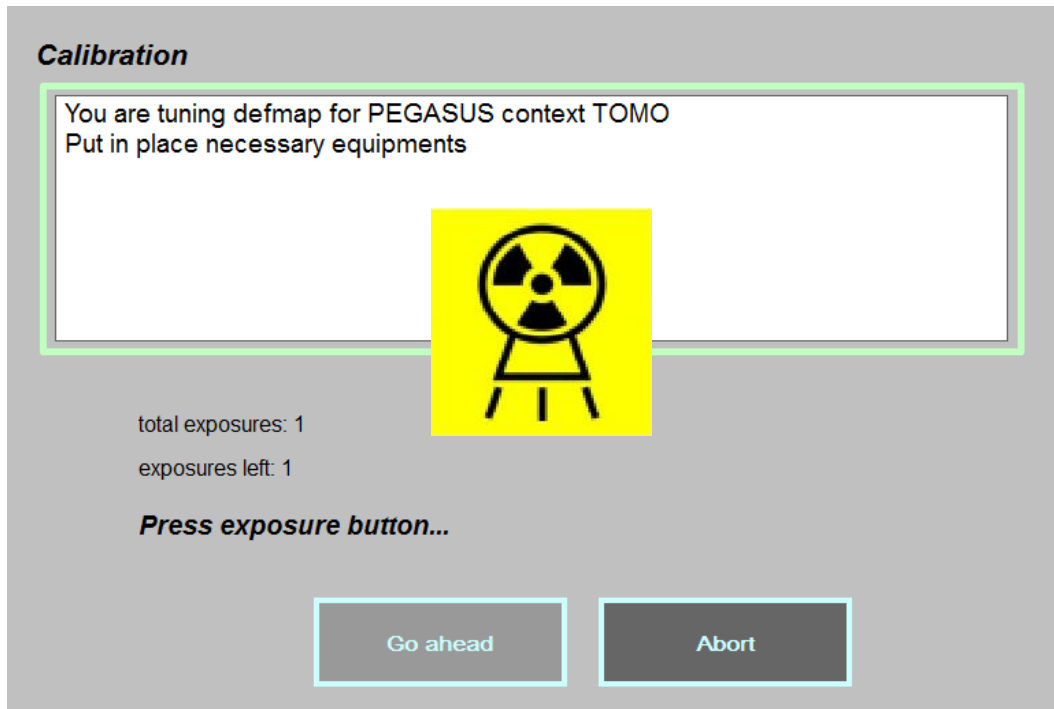 Calibration
You are tuning defmap for PEGASUS context TOMO
Put in place necessary equipments
total exposures: 1
exposures left: 1
Press exposure button...
Go ahead
Abort